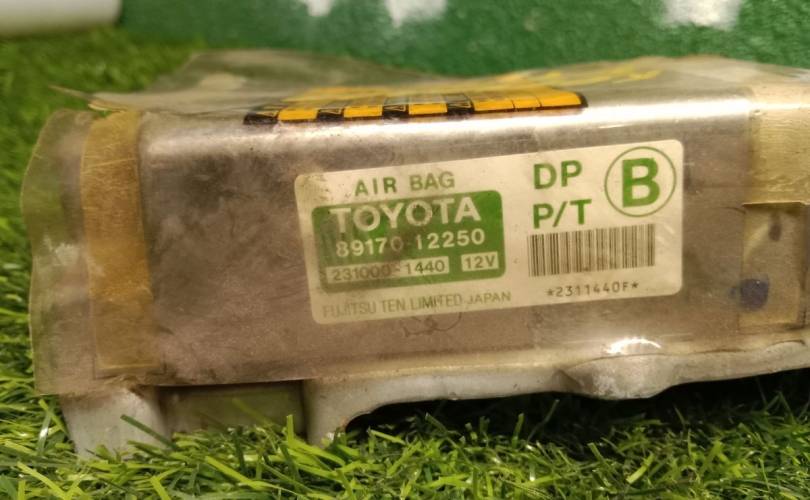 AIR BAG
TOYOTA
89170-12250
231000-1440 12V
FUJITSU TEN LIMITED JAPAN
DP
P/T
B
*2311440F*